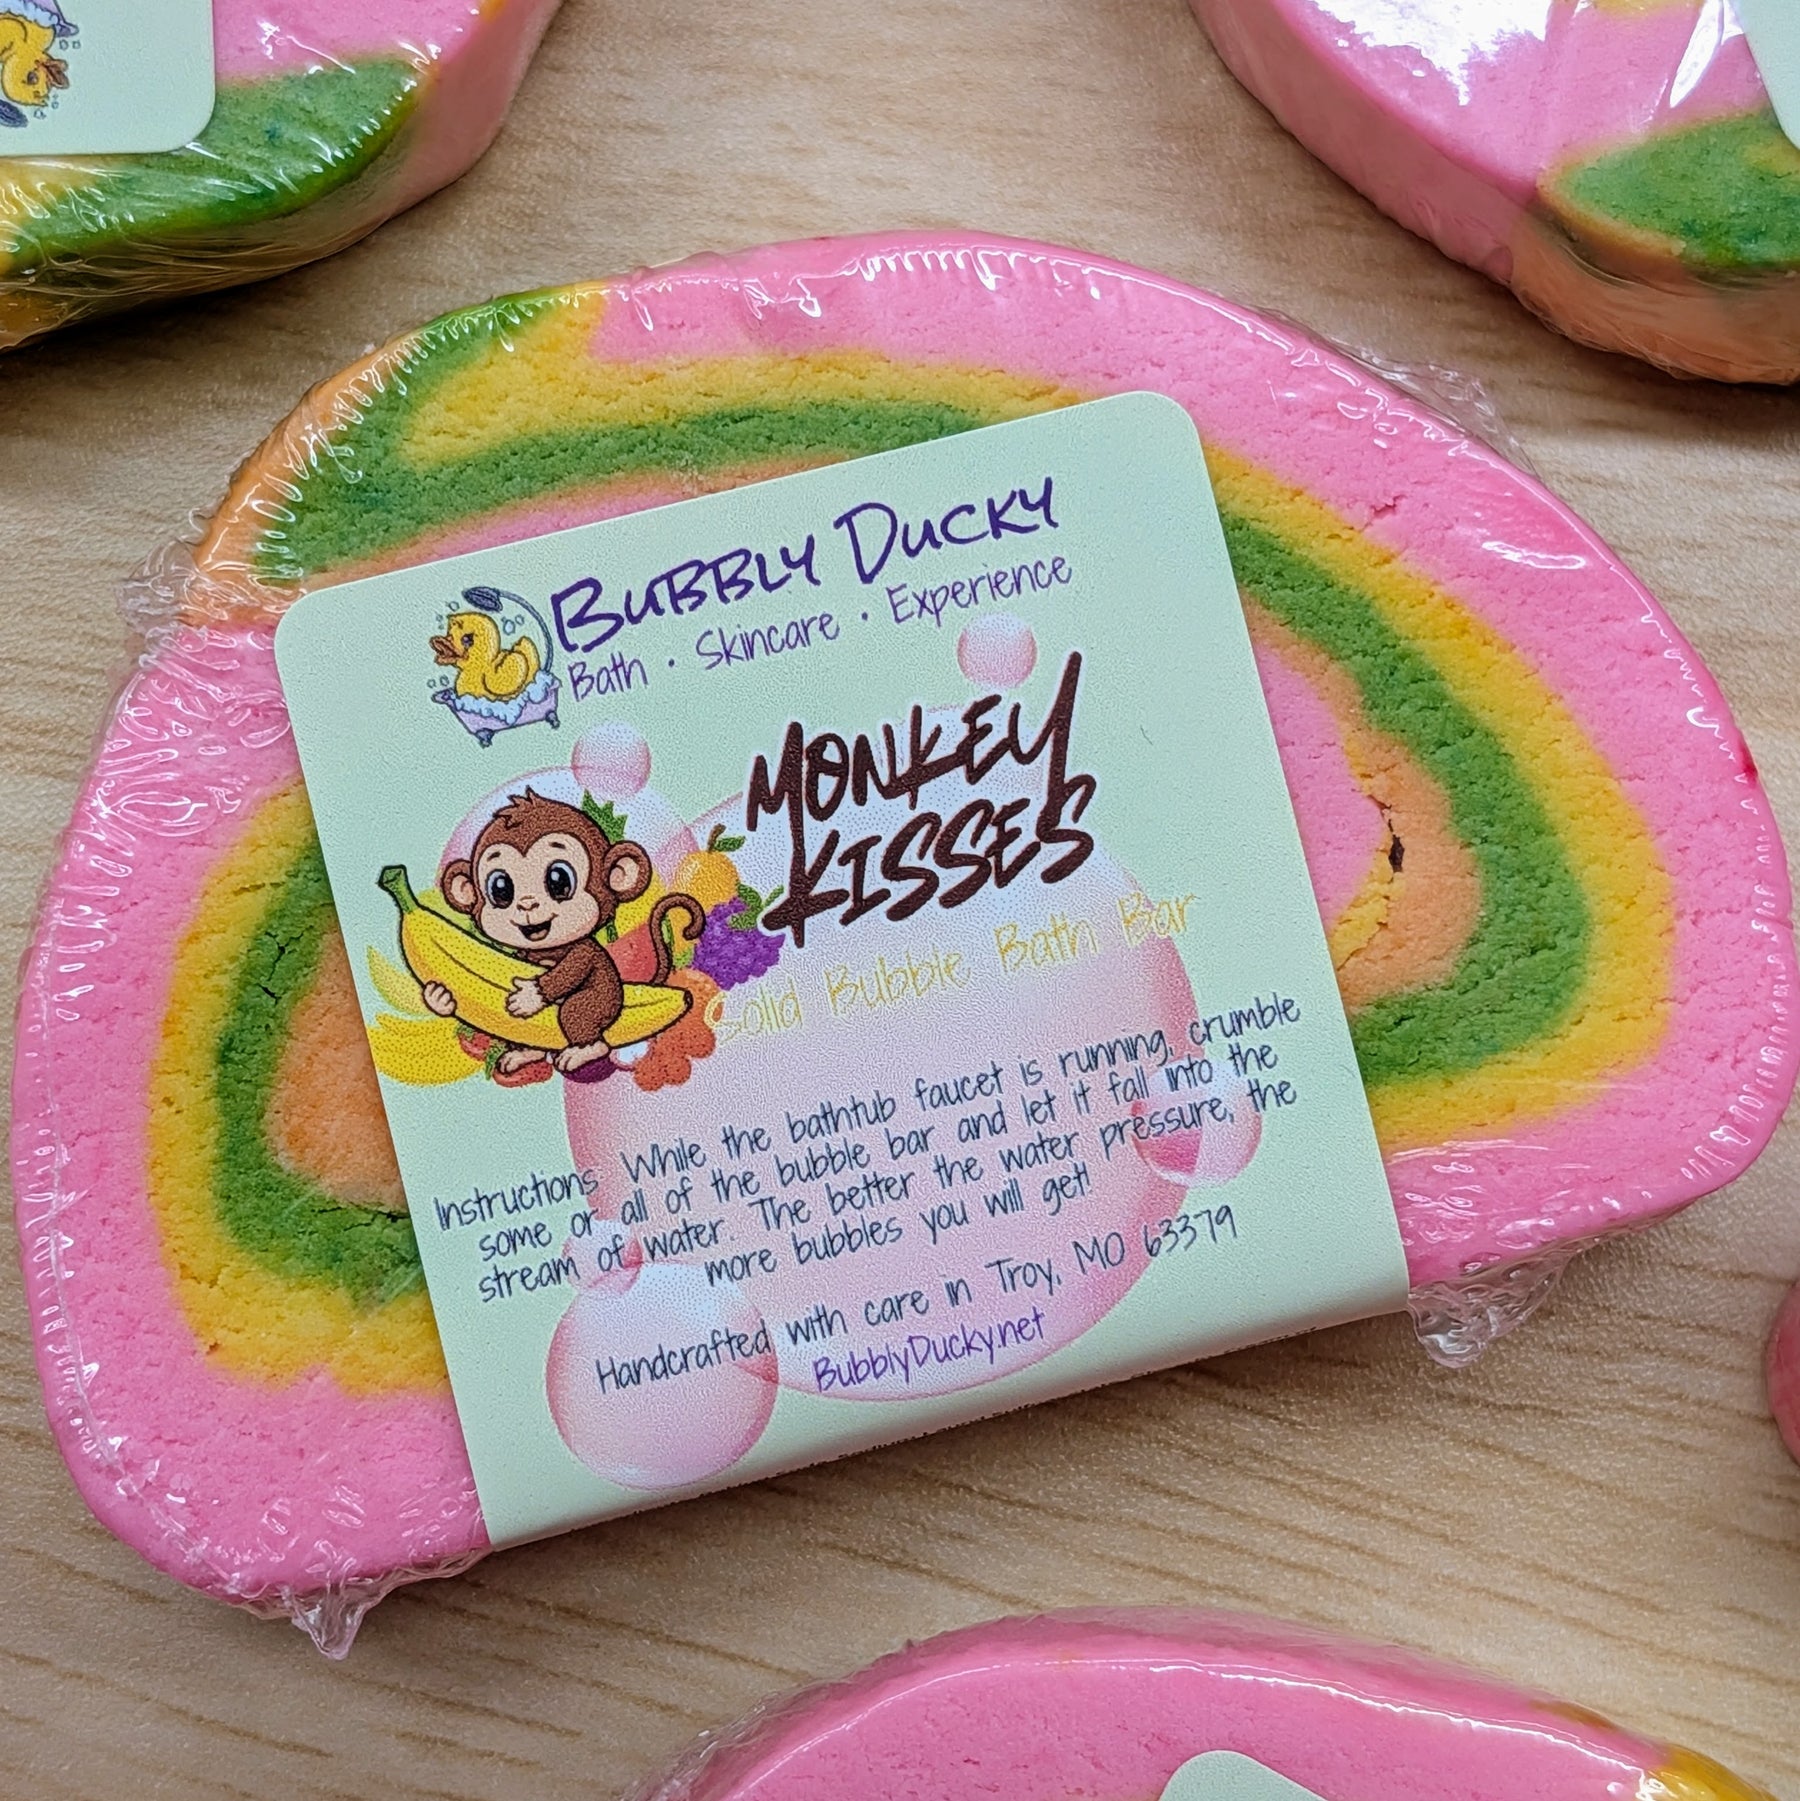 Bubbly Ducky
Bath · Skincare · Experience
MONKEY
KISSES
Solid Bubble Bath Bar
Instructions: While the bathtub faucet is running, crumble
some or all of the bubble bar and let it fall into the
stream of water. The better the water pressure, the
more bubbles you will get!
Handcrafted with care in Troy, MO 63379
BubblyDucky.net